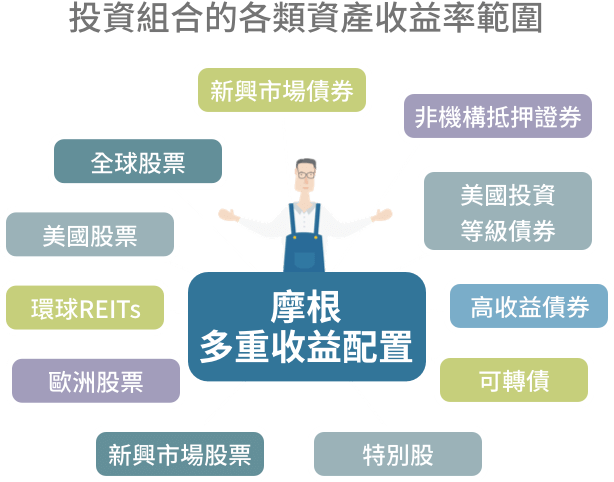 投資組合的各類資產收益率範圍
新興市場債券
非機構抵押證券
全球股票
美國投資
等級債券
美國股票
環球REITs
高收益債券
摩根
多重收益配置
歐洲股票
可轉債
新興市場股票
特別股